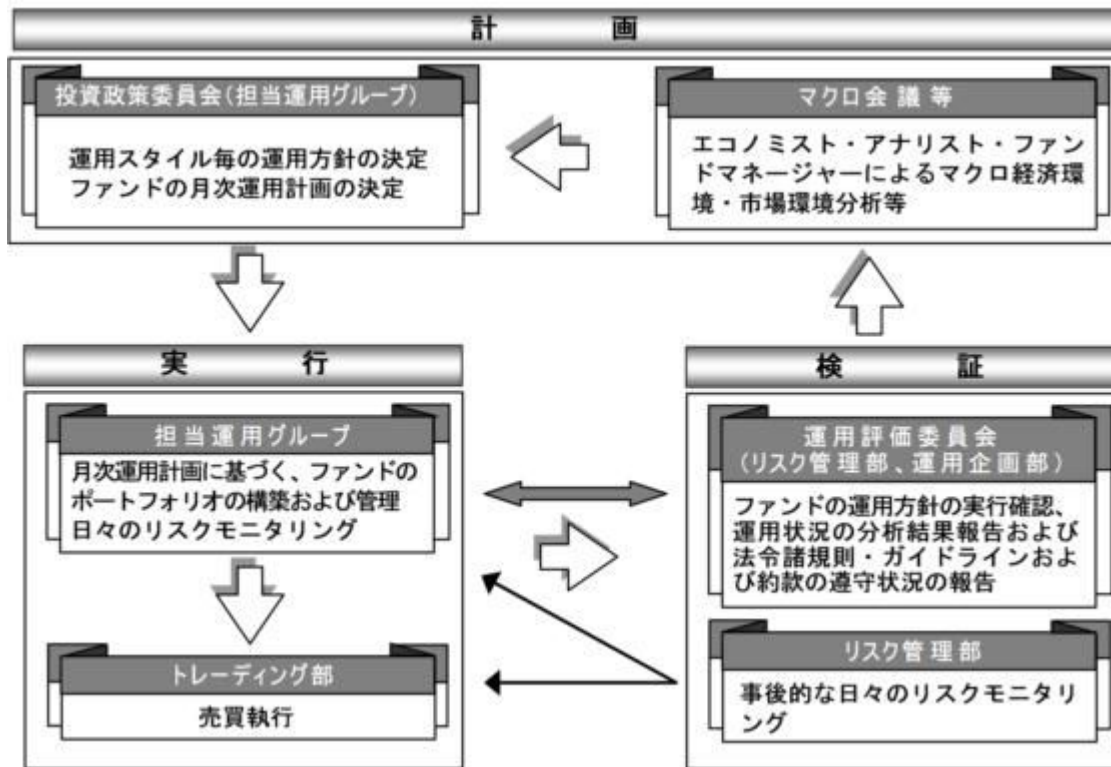 計画
投資政策委員会(担当運用グループ)
運用スタイル毎の運用方針の決定
ファンドの月次運用計画の決定
マクロ会議等
エコノミスト・アナリスト・ファン
ドマネージャーによるマクロ経済環
境・市場環境分析等
実行
担当運用グループ
月次運用計画に基づく、ファンドの
ポートフォリオの構築および管理
日々のリスクモニタリング
トレーディング部
売買執行
検証
運用評価委員会
(リスク管理部、運用企画部)
ファンドの運用方針の実行確認、
運用状況の分析結果報告および
法令諸規則・ガイドラインおよ
び約款の遵守状況の報告
リスク管理部
事後的な日々のリスクモニタリ
ング